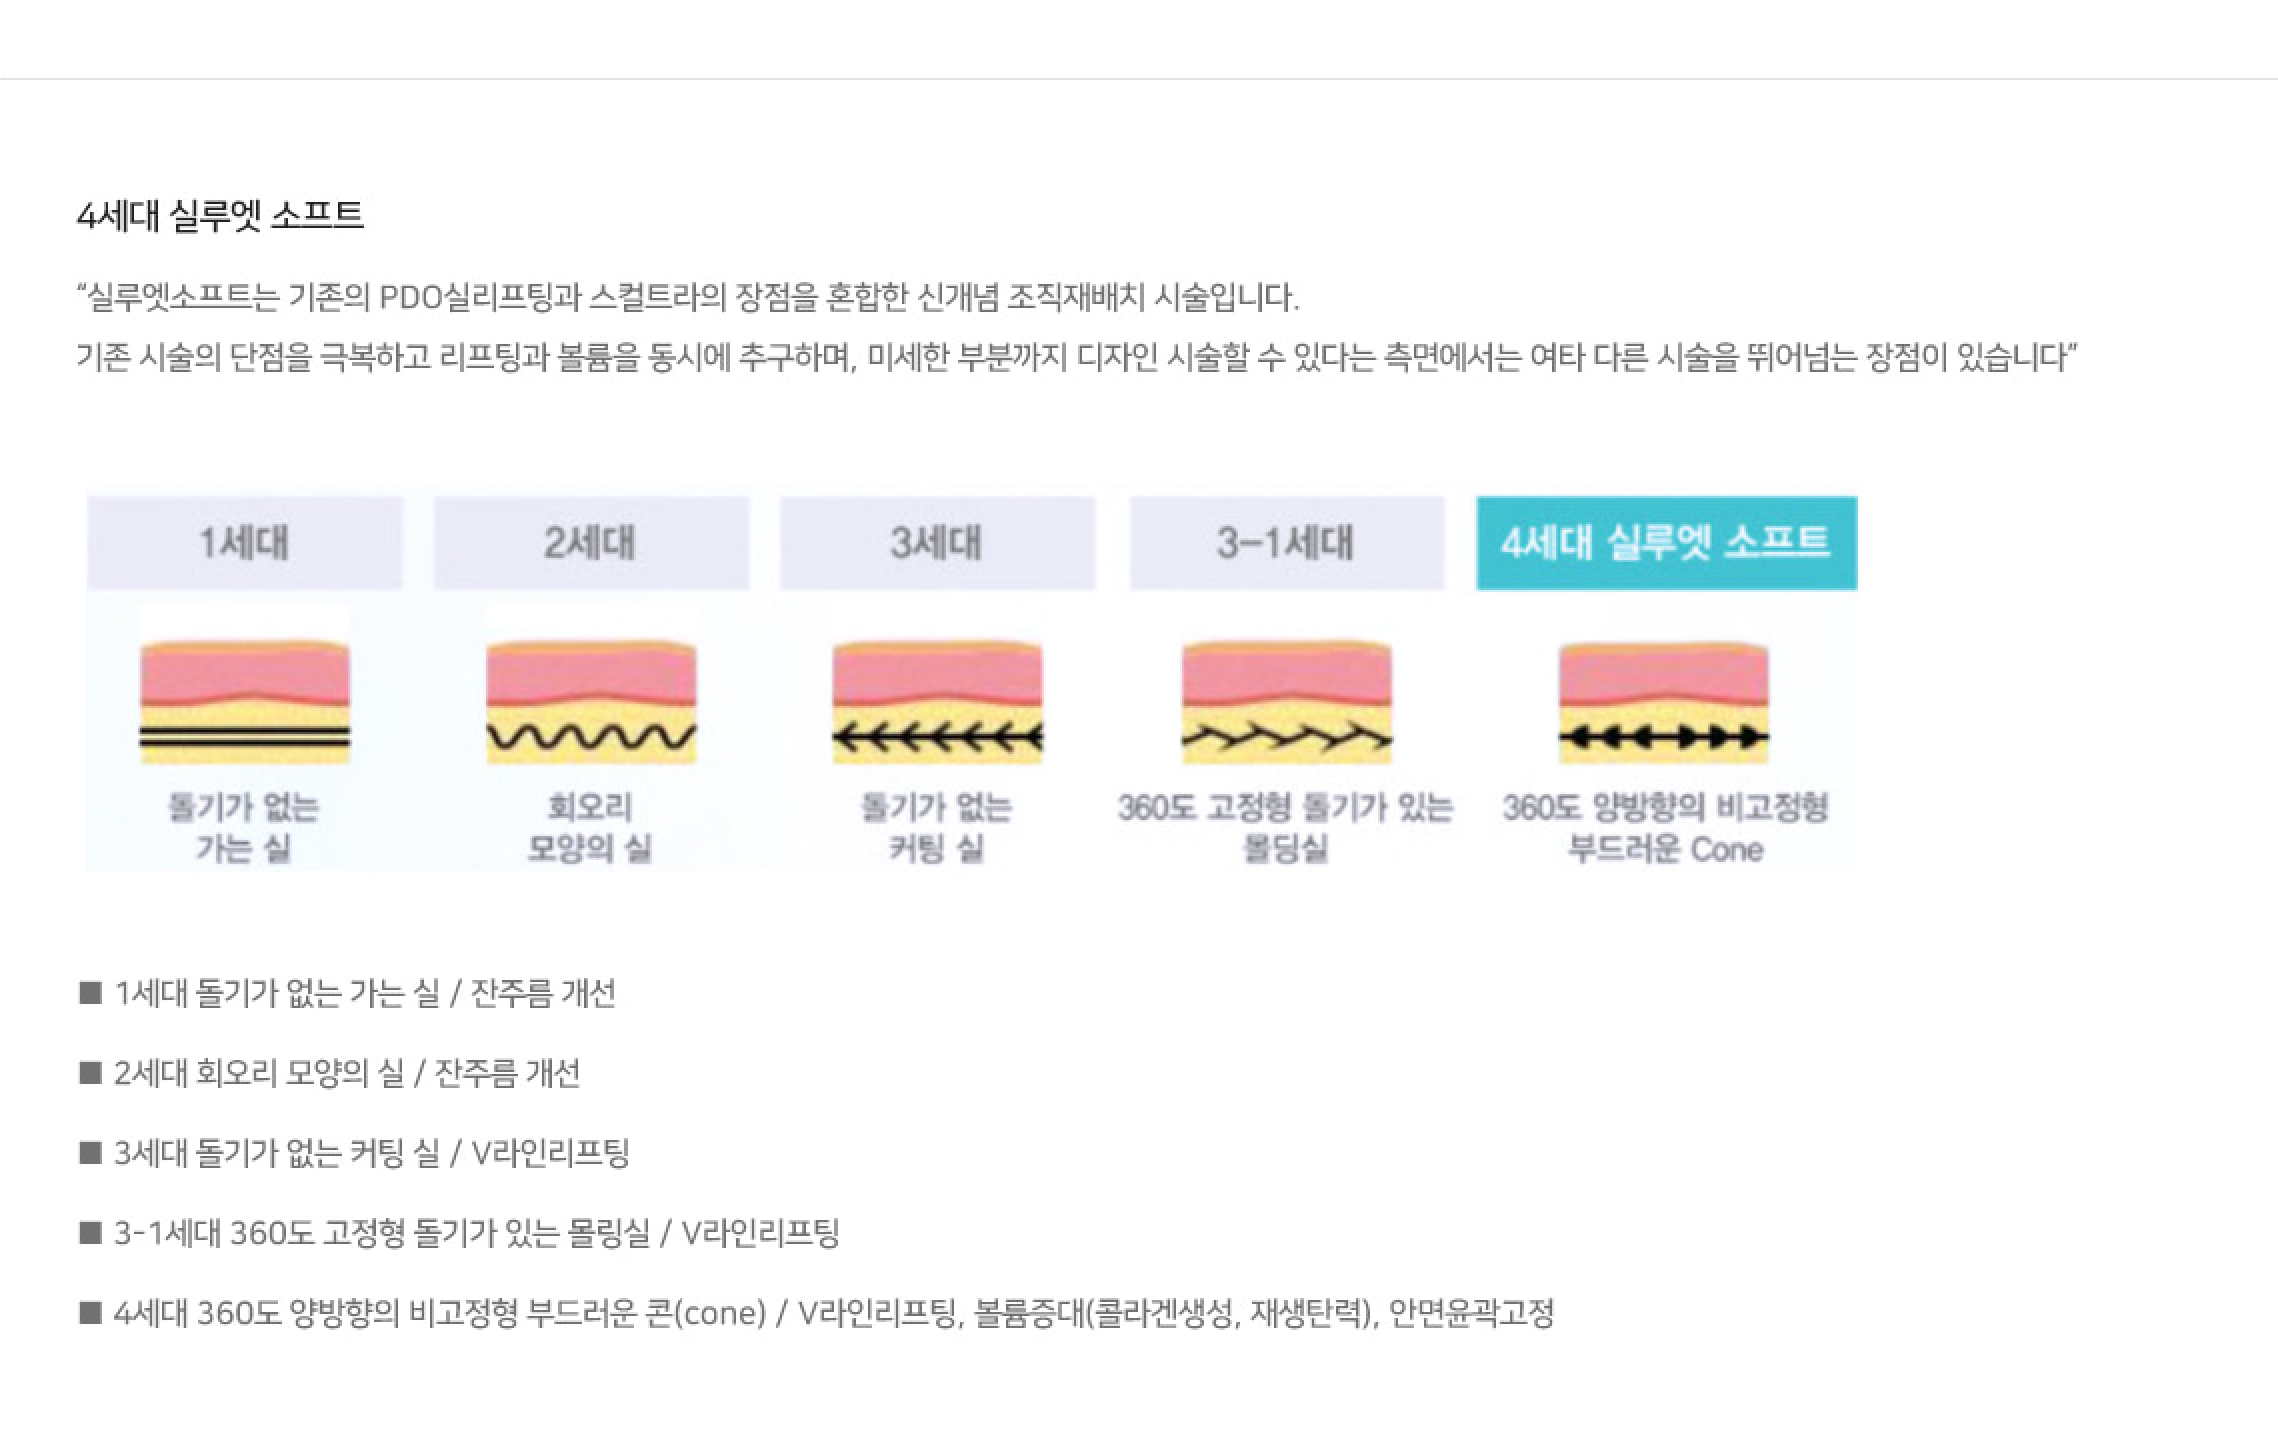 4세대 실루엣 소프트
“실루엣소프트는 기존의 PDO실리프팅과 스컬트라의 장점을 혼합한 신개념 조직재배치 시술입니다.
기존 시술의 단점을 극복하고 리프팅과 볼륨을 동시에 추구하며, 미세한 부분까지 디자인 시술할 수 있다는 측면에서는 여타 다른 시술을 뛰어넘는 장점이 있습니다”
1세대
2세대
3세대
3-1세대
4세대 실루엣 소프트
돌기가 없는
가는 실
회오리
모양의 실
돌기가 없는
커팅 실
360도 고정형 돌기가 있는
몰딩실
360도 양방향의 비고정형
부드러운 Cone
■ 1세대 돌기가 없는 가는 실 / 잔주름 개선
■ 2세대 회오리 모양의 실 / 잔주름 개선
■ 3세대 돌기가 없는 커팅 실 / V라인리프팅
■ 3-1세대 360도 고정형 돌기가 있는 몰링실 / V라인리프팅
■ 4세대 360도 양방향의 비고정형 부드러운 콘(cone) / V라인리프팅, 볼륨증대(콜라겐생성, 재생탄력), 안면윤곽고정